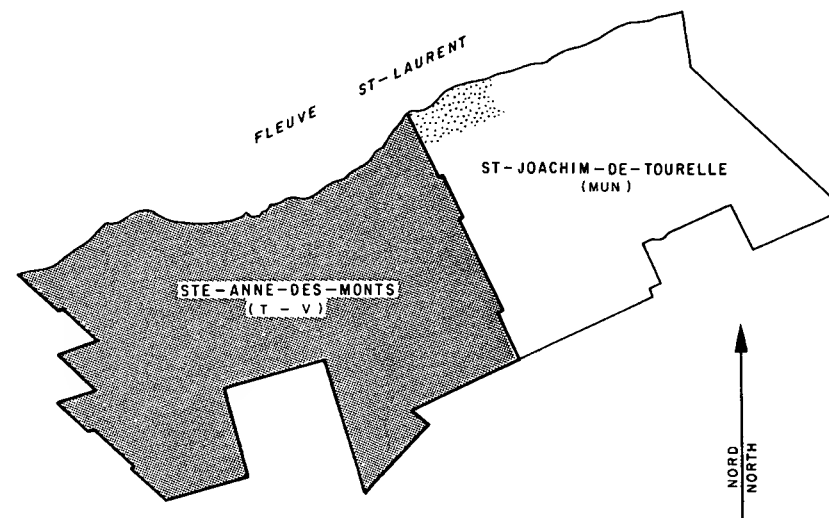 FLEUVE ST-LAURENT
ST-JOACHIM-DE-TOURELLE
(MUN)
STE-ANNE-DES-MONTS
(T - V)
NORD
NORTH